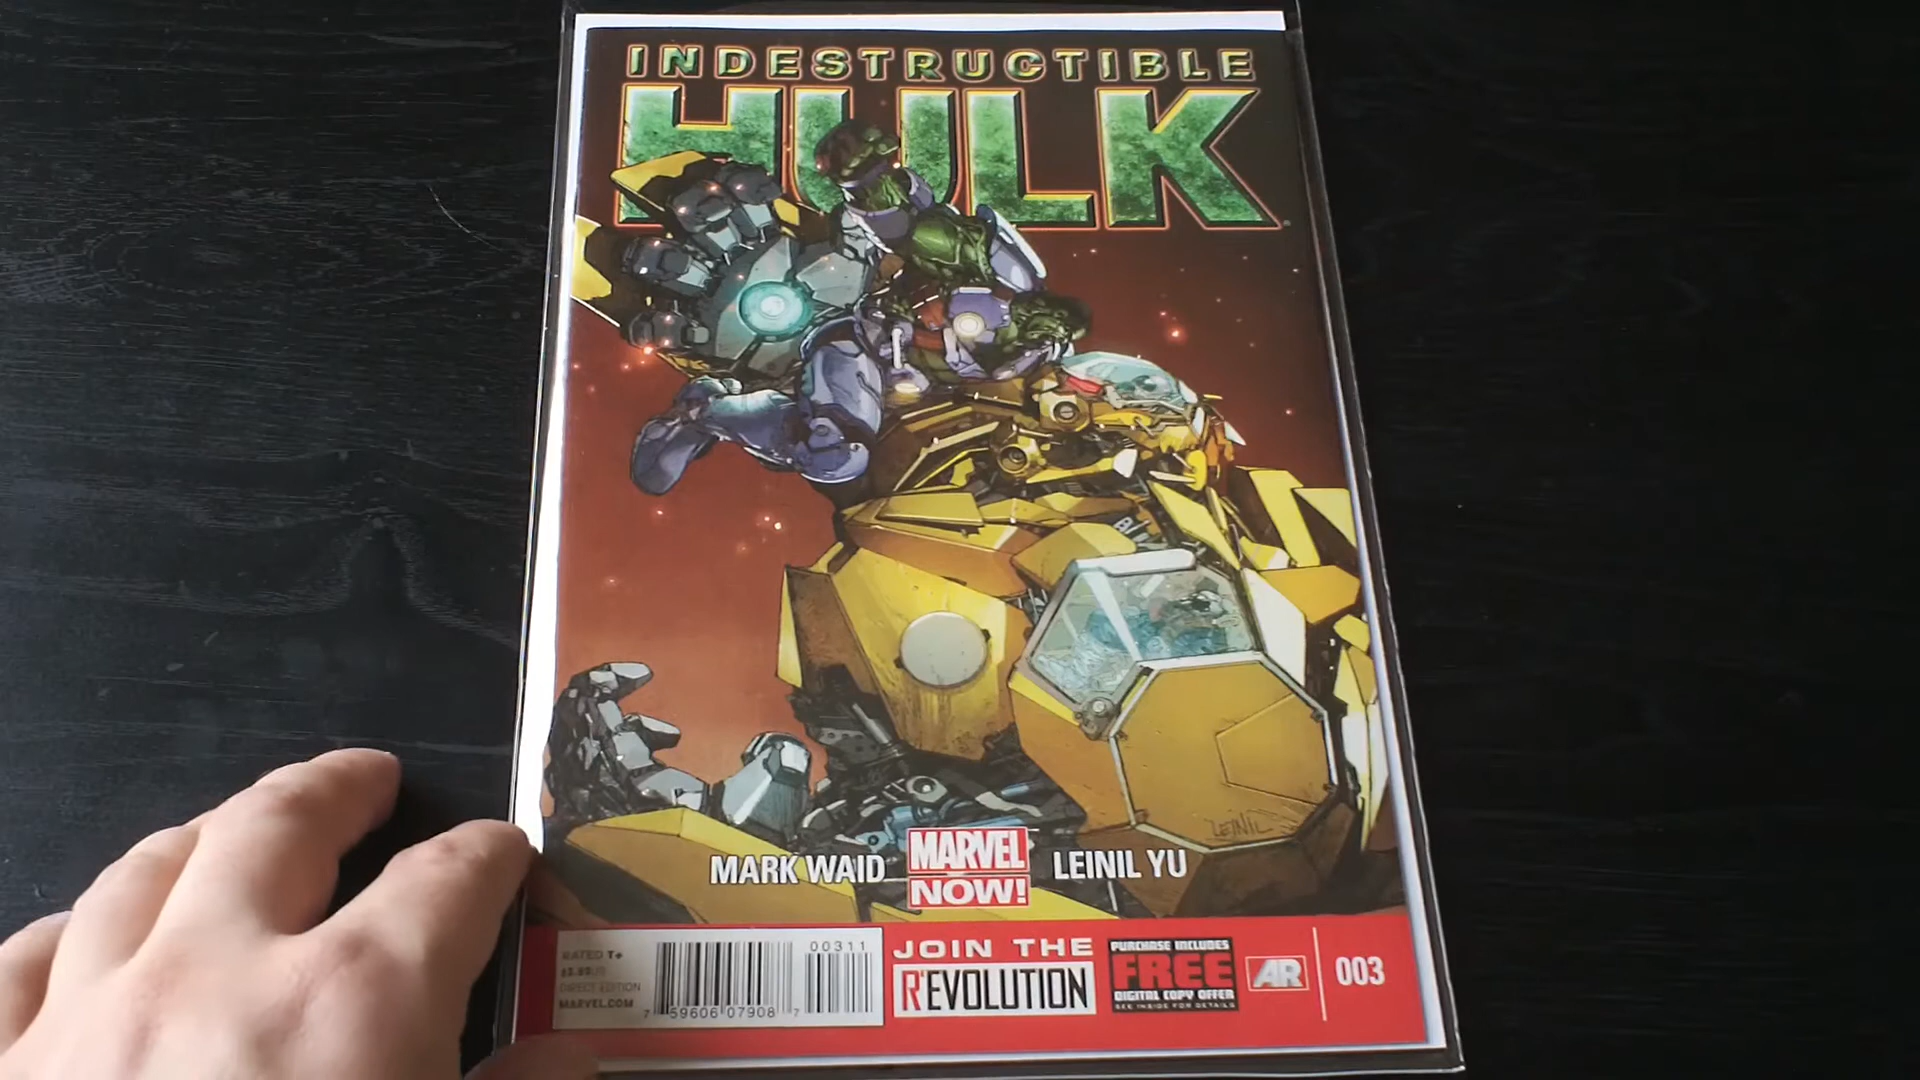 INDESTRUCTIBLE
HULK
LEINIL
MARK WAID
MARVEL
NOW!
LEINIL YU
RATED T+
DIRECT EDITION
MARVEL.COM
00311
7 59606 07908 7
JOIN THE
R'EVOLUTION
PURCHASE INCLUDES
FREE
DIGITAL COPY OFFER
SEE INSIDE FOR DETAILS
AR
003